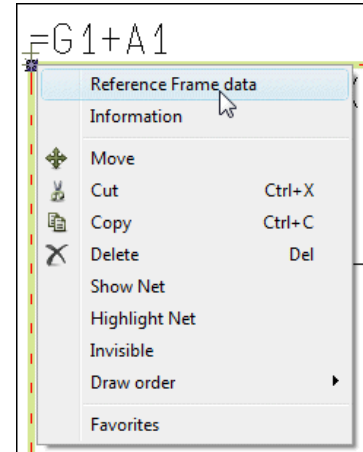 =G1+A1
Reference Frame data
Information
Move
Cut Ctrl+X
Copy Ctrl+C
Delete Del
Show Net
Highlight Net
Invisible
Draw order
Favorites